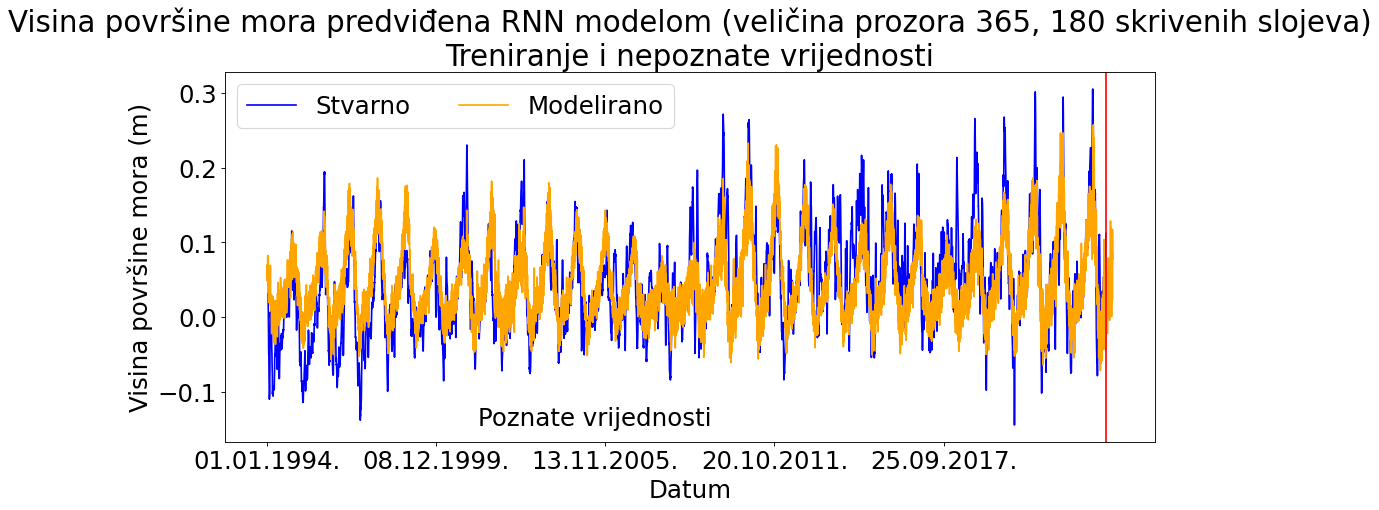 Visina površine mora predviđena RNN modelom (veličina prozora 365, 180 skrivenih slojeva)
Treniranje i nepoznate vrijednosti
Stvarno Modelirano
Visina površine mora (m)
0.3
0.2
0.1
0.0
−0.1
Poznate vrijednosti
01.01.1994. 08.12.1999. 13.11.2005. 20.10.2011. 25.09.2017.
Datum